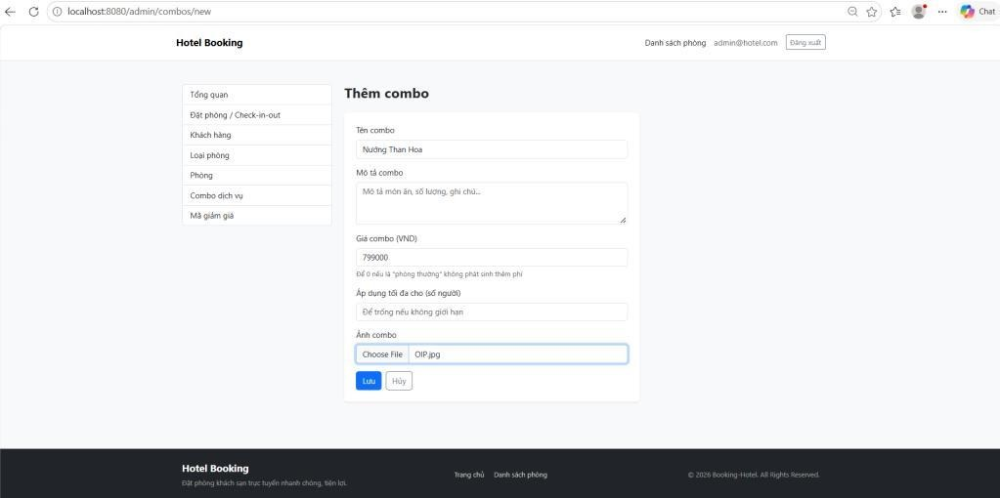 localhost:8080/admin/combos/new
Chat
Hotel Booking
Danh sách phòng admin@hotel.com Đăng xuất
Tổng quan
Đặt phòng / Check-in-out
Khách hàng
Loại phòng
Phòng
Combo dịch vụ
Mã giảm giá
Thêm combo
Tên combo
Nướng Than Hoa
Mô tả combo
Mô tả món ăn, số lượng, ghi chú...
Giá combo (VND)
799000
Để 0 nếu là "phòng thường" không phát sinh thêm phí
Áp dụng tối đa cho (số người)
Để trống nếu không giới hạn
Ảnh combo
Choose File OIP.jpg
Lưu Hủy
Hotel Booking
Đặt phòng khách sạn trực tuyến nhanh chóng, tiện lợi.
Trang chủ Danh sách phòng
© 2026 Booking-Hotel. All Rights Reserved.